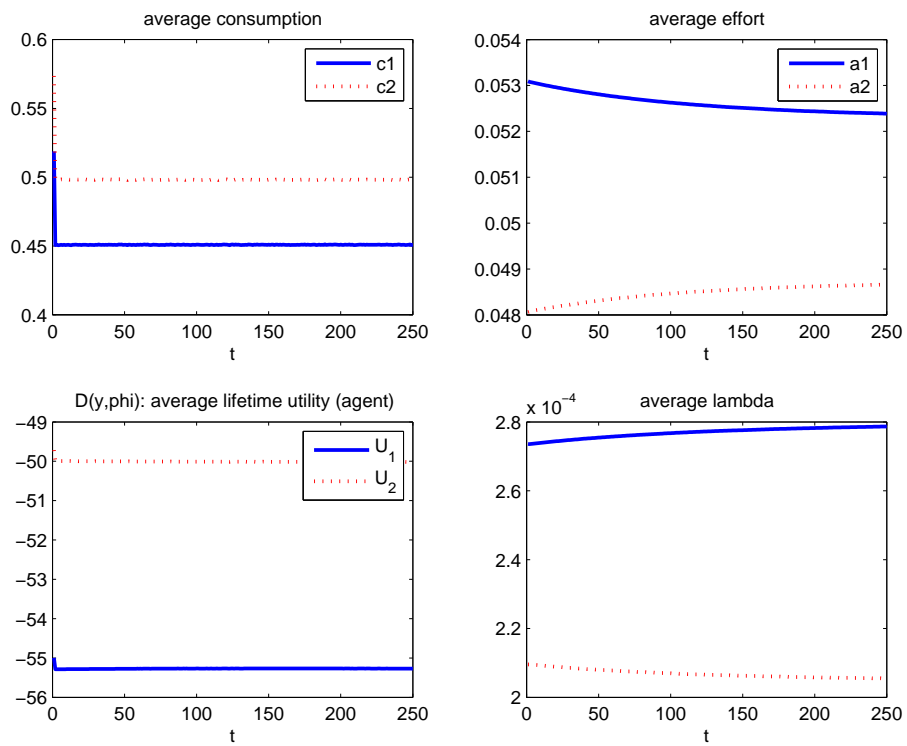 average consumption
0.6
0.55
0.5
0.45
0.4
0 50 100 150 200 250
t
c1
c2
average effort
0.054
0.053
0.052
0.051
0.05
0.049
0.048
0 50 100 150 200 250
t
a1
a2
D(y,phi): average lifetime utility (agent)
−49
−50
−51
−52
−53
−54
−55
−56
0 50 100 150 200 250
t
U_1
U_2
average lambda
x 10^−4
2.8
2.6
2.4
2.2
2
0 50 100 150 200 250
t